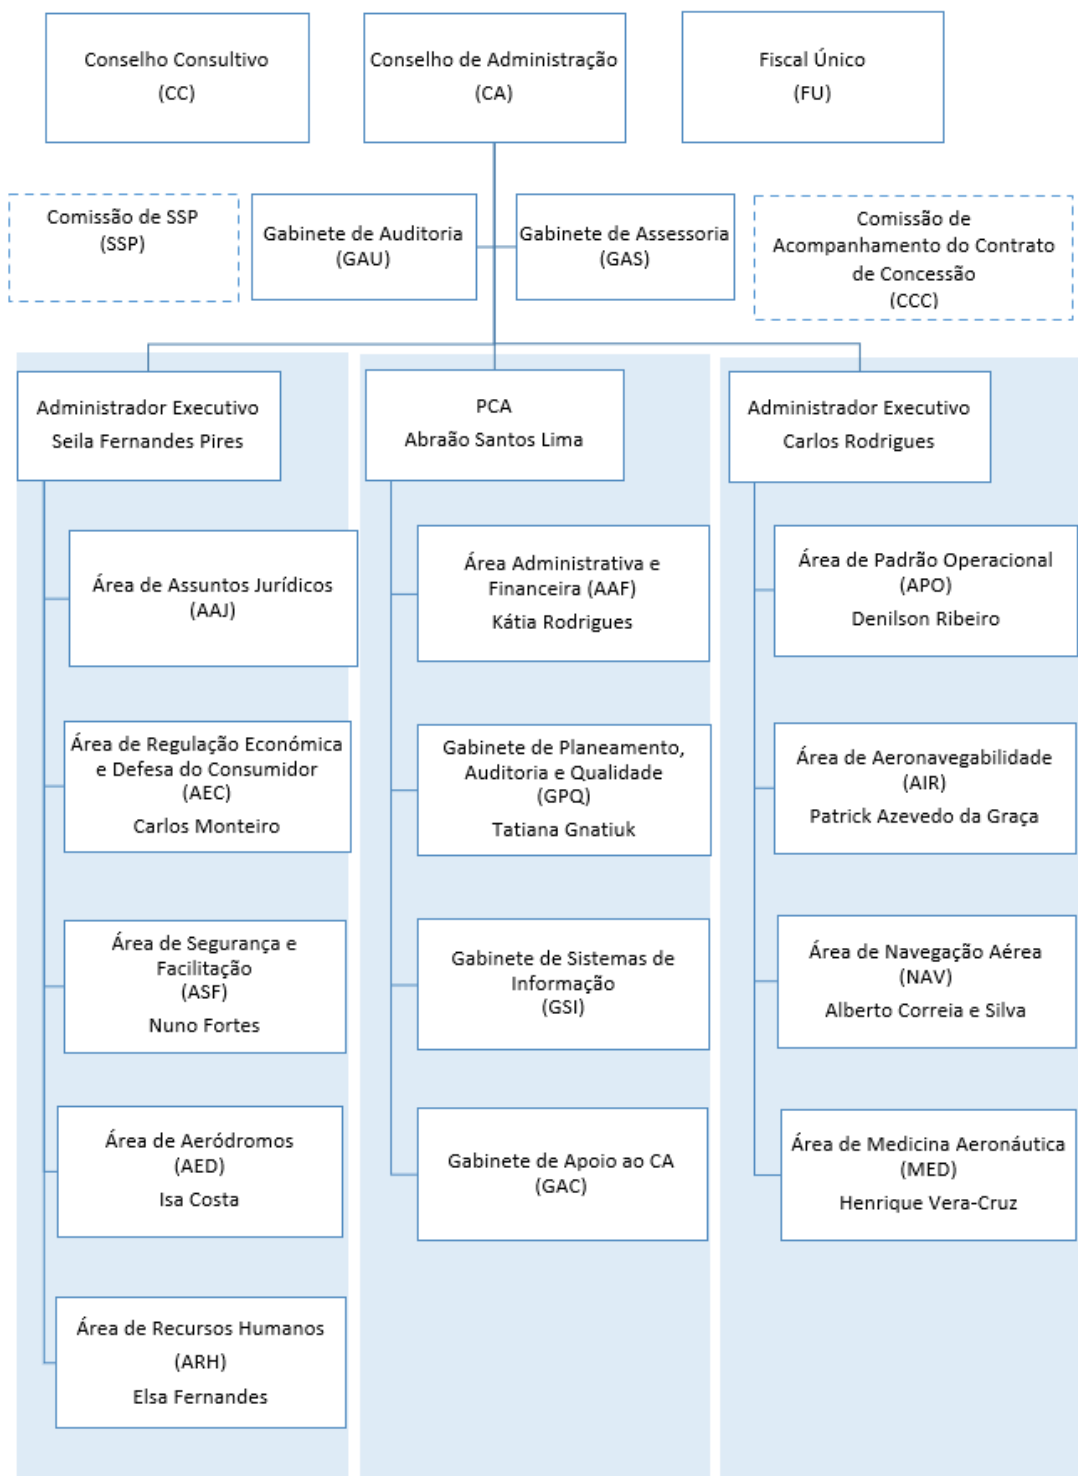 Conselho Consultivo
(CC)
Conselho de Administração
(CA)
Fiscal Único
(FU)
Comissão de SSP
(SSP)
Gabinete de Auditoria
(GAU)
Gabinete de Assessoria
(GAS)
Comissão de
Acompanhamento do Contrato
de Concessão
(CCC)
Administrador Executivo
Seila Fernandes Pires
PCA
Abraão Santos Lima
Administrador Executivo
Carlos Rodrigues
Área de Assuntos Jurídicos
(AAJ)
Área de Regulação Económica
e Defesa do Consumidor
(AEC)
Carlos Monteiro
Área de Segurança e
Facilitação
(ASF)
Nuno Fortes
Área de Aeródromos
(AED)
Isa Costa
Área de Recursos Humanos
(ARH)
Elsa Fernandes
Área Administrativa e
Financeira (AAF)
Kátia Rodrigues
Gabinete de Planeamento,
Auditoria e Qualidade
(GPQ)
Tatiana Gnatiuk
Gabinete de Sistemas de
Informação
(GSI)
Gabinete de Apoio ao CA
(GAC)
Área de Padrão Operacional
(APO)
Denilson Ribeiro
Área de Aeronavegabilidade
(AIR)
Patrick Azevedo da Graça
Área de Navegação Aérea
(NAV)
Alberto Correia e Silva
Área de Medicina Aeronáutica
(MED)
Henrique Vera-Cruz